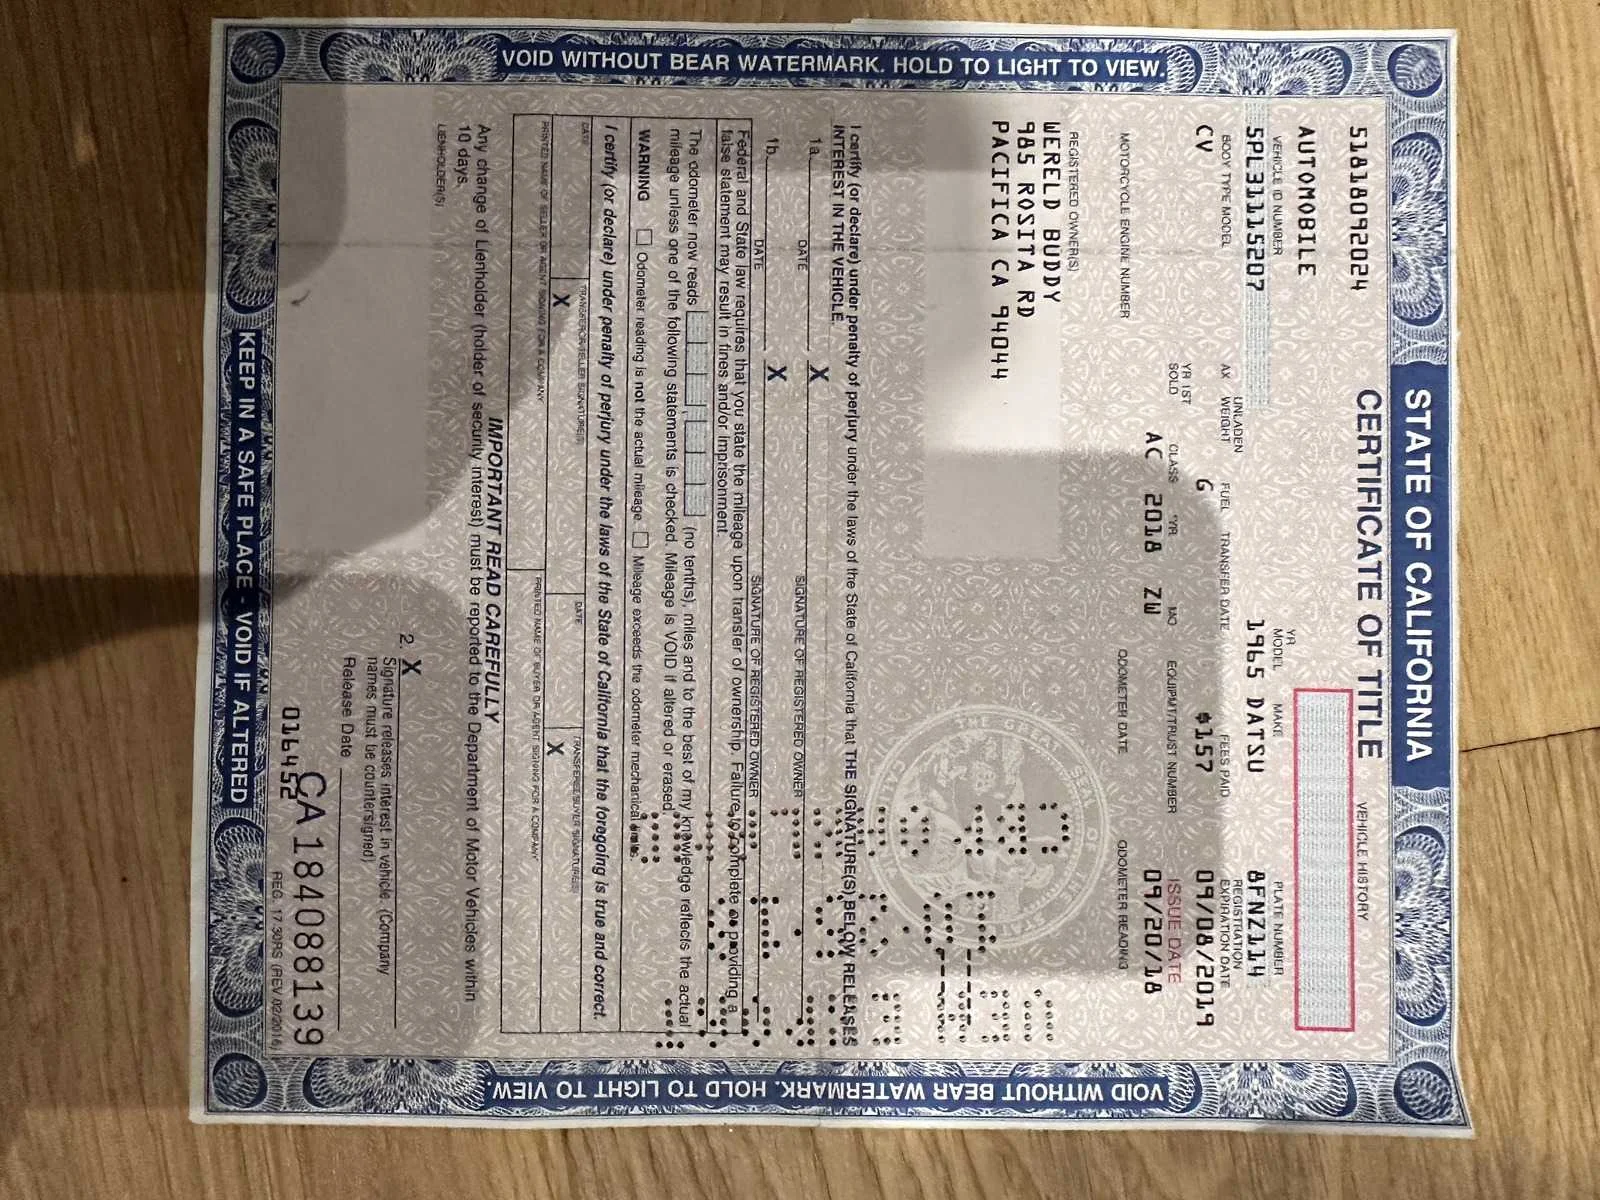 VOID WITHOUT BEAR WATERMARK. HOLD TO LIGHT TO VIEW.
STATE OF CALIFORNIA
CERTIFICATE OF TITLE
VEHICLE HISTORY
51818092024
AUTOMOBILE
VEHICLE ID NUMBER
YR MODEL
MAKE
PLATE NUMBER
SPL31115207
1965 DATSU
8FNZ114
BODY TYPE MODEL
AX
UNLADEN WEIGHT
FUEL
TRANSFER DATE
FEES PAID
REGISTRATION EXPIRATION DATE
CV
G
$157
09/08/2019
YR 1ST SOLD
CLASS
*YR
MO
EQUIPMT/TRUST NUMBER
ISSUE DATE
AC 2018 ZW
09/20/18
MOTORCYCLE ENGINE NUMBER
ODOMETER DATE
ODOMETER READING
REGISTERED OWNER(S)
WERELD BUDDY
985 ROSITA RD
PACIFICA CA 94044
I certify (or declare) under penalty of perjury under the laws of the State of California that THE SIGNATURE(S) BELOW RELEASES
INTEREST IN THE VEHICLE.
1a. DATE X SIGNATURE OF REGISTERED OWNER
1b. DATE X SIGNATURE OF REGISTERED OWNER
Federal and State law requires that you state the mileage upon transfer of ownership. Failure to complete or providing a
false statement may result in fines and/or imprisonment.
The odometer now reads (no tenths), miles and to the best of my knowledge reflects the actual
mileage unless one of the following statements is checked. Mileage is VOID if altered or erased.
WARNING Odometer reading is not the actual mileage Mileage exceeds the odometer mechanical limits.
I certify (or declare) under penalty of perjury under the laws of the State of California that the foregoing is true and correct.
DATE
TRANSFEROR/SELLER SIGNATURE(S)
DATE
TRANSFEREE/BUYER SIGNATURE(S)
X
X
PRINTED NAME OF SELLER OR AGENT SIGNING FOR A COMPANY
PRINTED NAME OF BUYER OR AGENT SIGNING FOR A COMPANY
IMPORTANT READ CAREFULLY
Any change of Lienholder (holder of security interest) must be reported to the Department of Motor Vehicles within
10 days.
LIENHOLDER(S)
2. X
Signature releases interest in vehicle. (Company
names must be countersigned)
Release Date
CA 184088139
0164452
REG. 17.30RS (REV 02/2016)
KEEP IN A SAFE PLACE - VOID IF ALTERED
VOID WITHOUT BEAR WATERMARK. HOLD TO LIGHT TO VIEW.